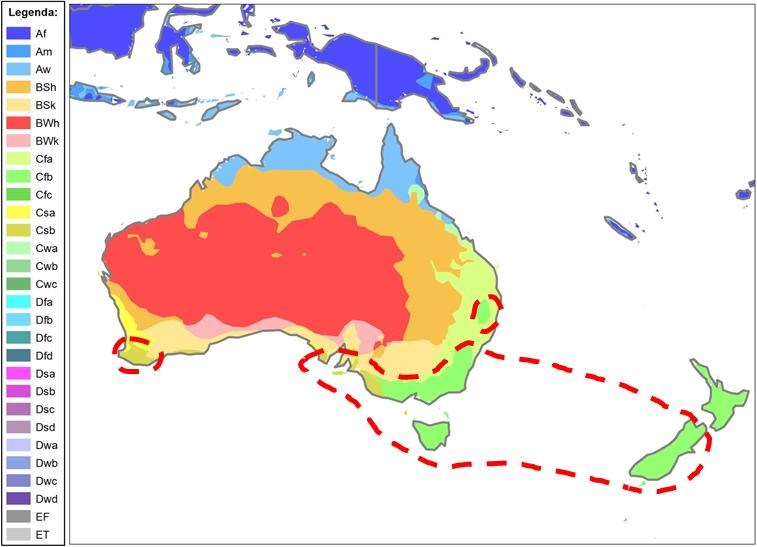 Legenda:
Af
Am
Aw
BSh
BSk
BWh
BWk
Cfa
Cfb
Cfc
Csa
Csb
Cwa
Cwb
Cwc
Dfa
Dfb
Dfc
Dfd
Dsa
Dsb
Dsc
Dsd
Dwa
Dwb
Dwc
Dwd
EF
ET